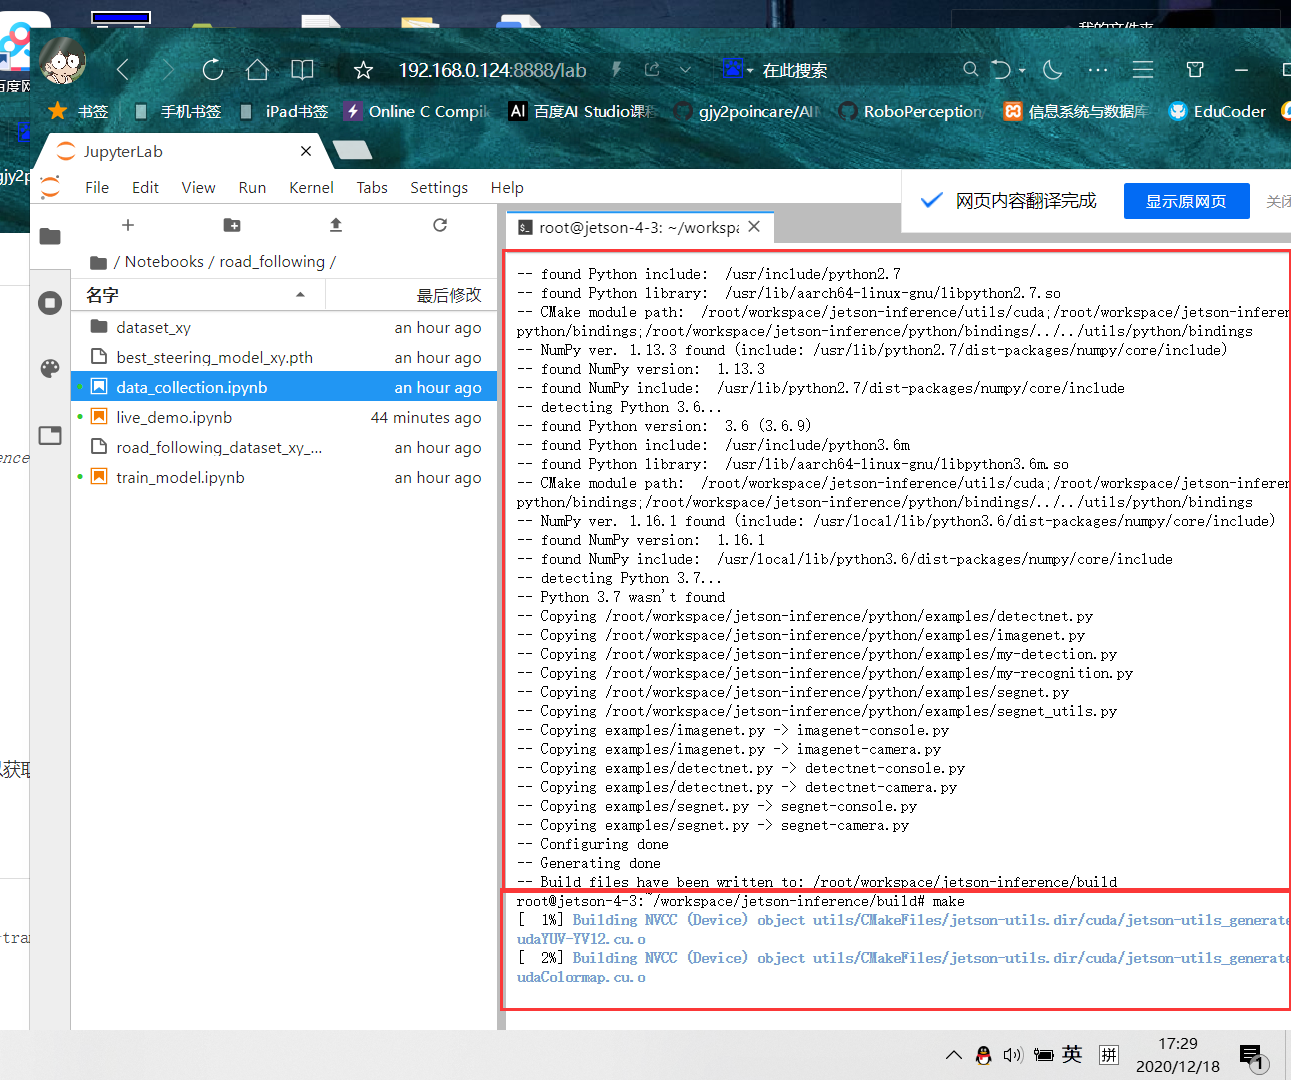 我的文件夹
百度网
192.168.0.124:8888/lab
在此搜索
书签
手机书签
iPad书签
Online C Compil
AI
百度AI Studio课
gjy2poincare/AI
RoboPerception
信息系统与数据库
EduCoder
gjy2p
JupyterLab
File Edit View Run Kernel Tabs Settings Help
网页内容翻译完成
显示原网页
关闭
root@jetson-4-3: ~/workspa
/ Notebooks / road_following /
名字 最后修改
dataset_xy an hour ago
best_steering_model_xy.pth an hour ago
data_collection.ipynb an hour ago
live_demo.ipynb 44 minutes ago
road_following_dataset_xy_... an hour ago
train_model.ipynb an hour ago
ence
以获取
tran
-- found Python include:  /usr/include/python2.7
-- found Python library:  /usr/lib/aarch64-linux-gnu/libpython2.7.so
-- CMake module path:  /root/workspace/jetson-inference/utils/cuda;/root/workspace/jetson-inferen
python/bindings;/root/workspace/jetson-inference/python/bindings/../../utils/python/bindings
-- NumPy ver. 1.13.3 found (include: /usr/lib/python2.7/dist-packages/numpy/core/include)
-- found NumPy version:  1.13.3
-- found NumPy include:  /usr/lib/python2.7/dist-packages/numpy/core/include
-- detecting Python 3.6...
-- found Python version:  3.6 (3.6.9)
-- found Python include:  /usr/include/python3.6m
-- found Python library:  /usr/lib/aarch64-linux-gnu/libpython3.6m.so
-- CMake module path:  /root/workspace/jetson-inference/utils/cuda;/root/workspace/jetson-inferen
python/bindings;/root/workspace/jetson-inference/python/bindings/../../utils/python/bindings
-- NumPy ver. 1.16.1 found (include: /usr/local/lib/python3.6/dist-packages/numpy/core/include)
-- found NumPy version:  1.16.1
-- found NumPy include:  /usr/local/lib/python3.6/dist-packages/numpy/core/include
-- detecting Python 3.7...
-- Python 3.7 wasn't found
-- Copying /root/workspace/jetson-inference/python/examples/detectnet.py
-- Copying /root/workspace/jetson-inference/python/examples/imagenet.py
-- Copying /root/workspace/jetson-inference/python/examples/my-detection.py
-- Copying /root/workspace/jetson-inference/python/examples/my-recognition.py
-- Copying /root/workspace/jetson-inference/python/examples/segnet.py
-- Copying /root/workspace/jetson-inference/python/examples/segnet_utils.py
-- Copying examples/imagenet.py -> imagenet-console.py
-- Copying examples/imagenet.py -> imagenet-camera.py
-- Copying examples/detectnet.py -> detectnet-console.py
-- Copying examples/detectnet.py -> detectnet-camera.py
-- Copying examples/segnet.py -> segnet-console.py
-- Copying examples/segnet.py -> segnet-camera.py
-- Configuring done
-- Generating done
-- Build files have been written to: /root/workspace/jetson-inference/build
root@jetson-4-3:~/workspace/jetson-inference/build# make
[  1%] Building NVCC (Device) object utils/CMakeFiles/jetson-utils.dir/cuda/jetson-utils_generate
udaYUV-YV12.cu.o
[  2%] Building NVCC (Device) object utils/CMakeFiles/jetson-utils.dir/cuda/jetson-utils_generate
udaColormap.cu.o
英
拼
17:29
2020/12/18
1